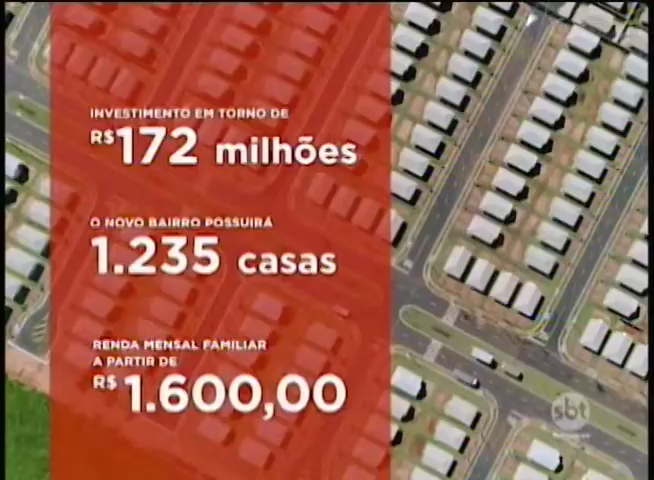 INVESTIMENTO EM TORNO DE
R$ 172 milhões
O NOVO BAIRRO POSSUIRÁ
1.235 casas
RENDA MENSAL FAMILIAR
A PARTIR DE
R$ 1.600,00
sbt